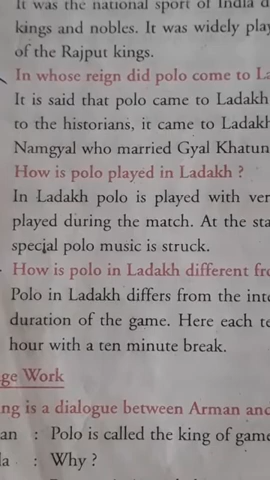 It was the national sport of India d
kings and nobles. It was widely play
of the Rajput kings.
In whose reign did polo come to La
It is said that polo came to Ladakh
to the historians, it came to Ladakh
Namgyal who married Gyal Khatun
How is polo played in Ladakh ?
In Ladakh polo is played with ver
played during the match. At the sta
special polo music is struck.
How is polo in Ladakh different fro
Polo in Ladakh differs from the inte
duration of the game. Here each te
hour with a ten minute break.
ge Work
ng is a dialogue between Arman and
an : Polo is called the king of game
la : Why ?